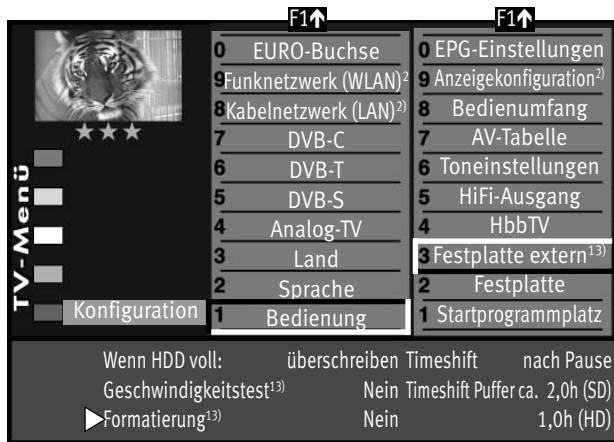 F1↑ F1↑
0 EURO-Buchse
9 Funknetzwerk (WLAN)2
8 Kabelnetzwerk (LAN)2)
7 DVB-C
6 DVB-T
5 DVB-S
4 Analog-TV
3 Land
2 Sprache
1 Bedienung
0 EPG-Einstellungen
9 Anzeigekonfiguration2)
8 Bedienumfang
7 AV-Tabelle
6 Toneinstellungen
5 HiFi-Ausgang
4 HbbTV
3 Festplatte extern13)
2 Festplatte
1 Startprogrammplatz
TV-Menü
Konfiguration
Wenn HDD voll: überschreiben Timeshift nach Pause
Geschwindigkeitstest13) Nein Timeshift Puffer ca. 2,0h (SD)
Formatierung13) Nein 1,0h (HD)